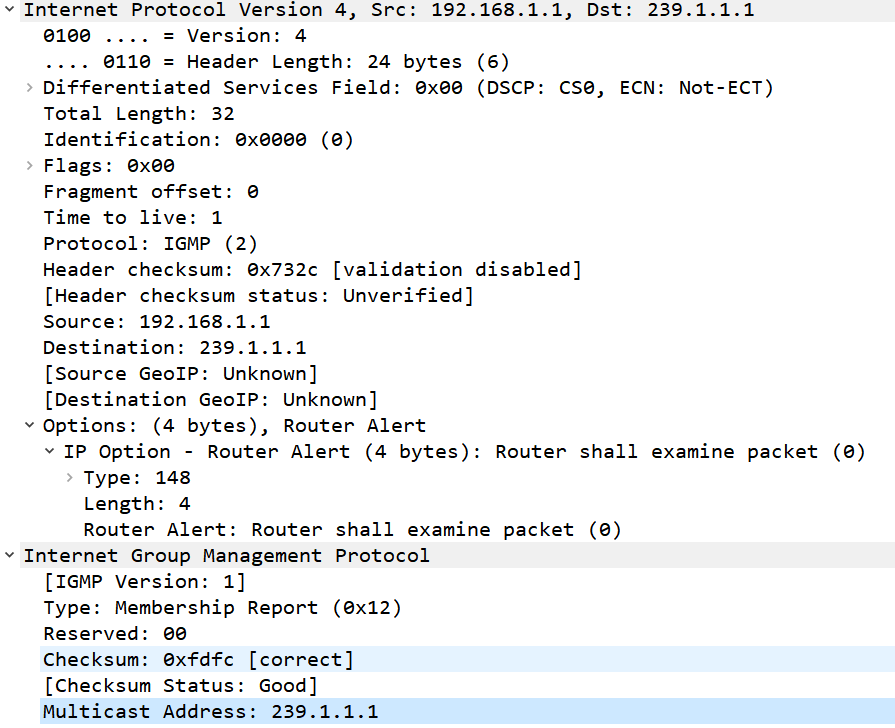 Internet Protocol Version 4, Src: 192.168.1.1, Dst: 239.1.1.1
0100 .... = Version: 4
.... 0110 = Header Length: 24 bytes (6)
Differentiated Services Field: 0x00 (DSCP: CS0, ECN: Not-ECT)
Total Length: 32
Identification: 0x0000 (0)
Flags: 0x00
Fragment offset: 0
Time to live: 1
Protocol: IGMP (2)
Header checksum: 0x732c [validation disabled]
[Header checksum status: Unverified]
Source: 192.168.1.1
Destination: 239.1.1.1
[Source GeoIP: Unknown]
[Destination GeoIP: Unknown]
Options: (4 bytes), Router Alert
IP Option - Router Alert (4 bytes): Router shall examine packet (0)
Type: 148
Length: 4
Router Alert: Router shall examine packet (0)
Internet Group Management Protocol
[IGMP Version: 1]
Type: Membership Report (0x12)
Reserved: 00
Checksum: 0xfdfc [correct]
[Checksum Status: Good]
Multicast Address: 239.1.1.1